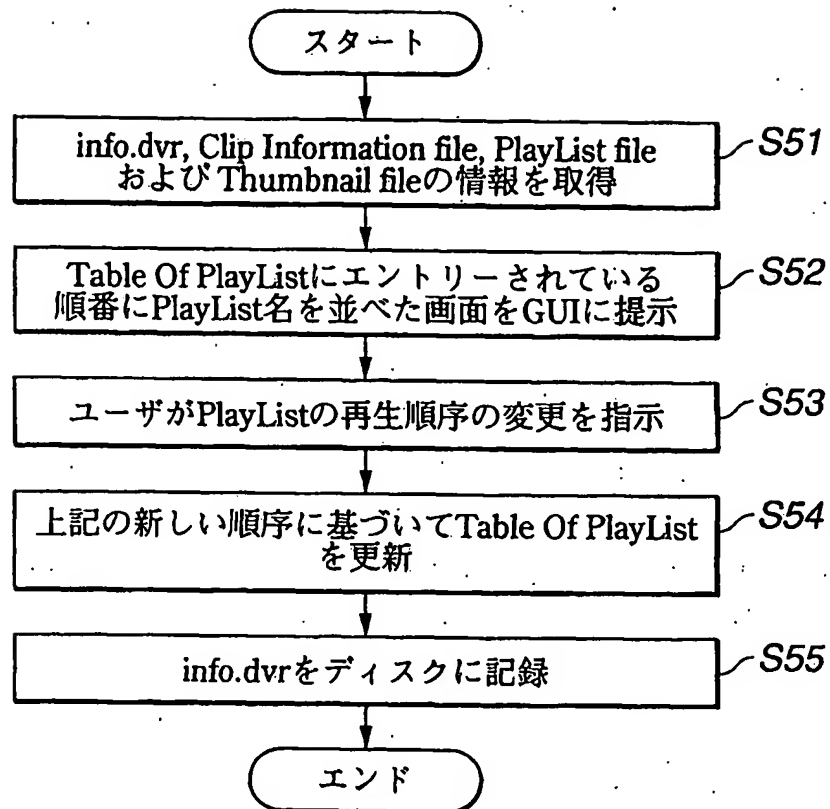 スタート
info.dvr, Clip Information file, PlayList file
およびThumbnail fileの情報を取得
S51
Table Of PlayListにエントリーされている
順番にPlayList名を並べた画面をGUIに提示
S52
ユーザがPlayListの再生順序の変更を指示
S53
上記の新しい順序に基づいてTable Of PlayList
を更新
S54
info.dvrをディスクに記録
S55
エンド